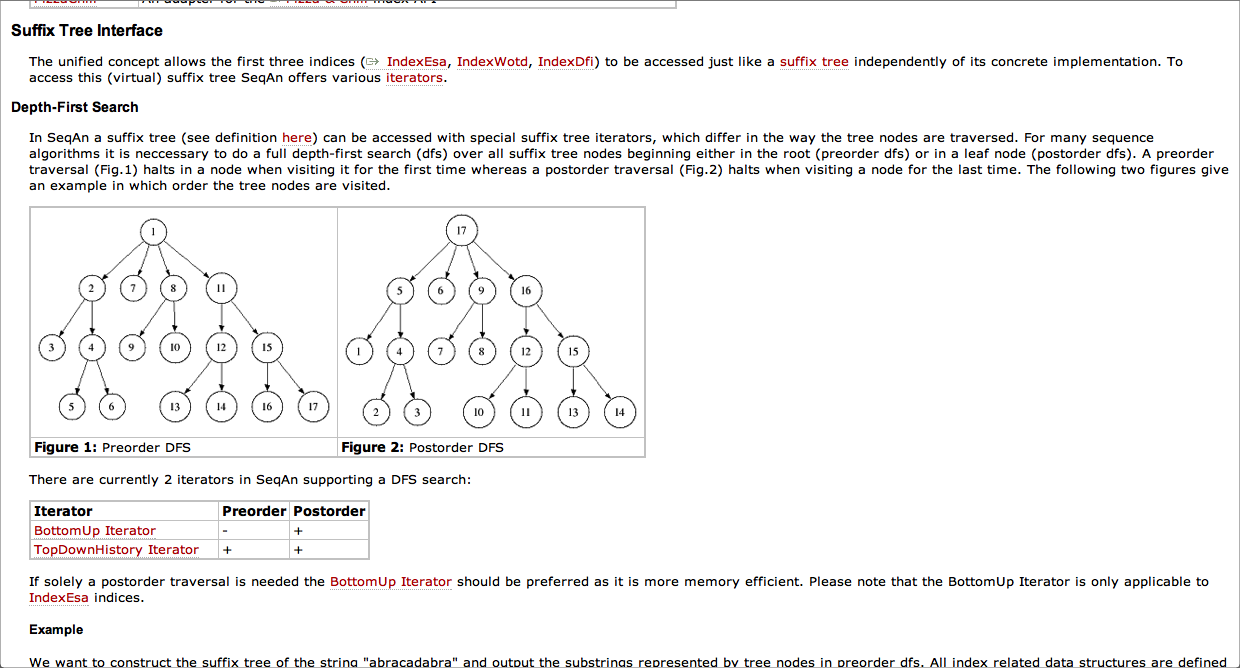 Suffix Tree Interface
The unified concept allows the first three indices ( IndexEsa, IndexWotd, IndexDfi) to be accessed just like a suffix tree independently of its concrete implementation. To
access this (virtual) suffix tree SeqAn offers various iterators.
Depth-First Search
In SeqAn a suffix tree (see definition here) can be accessed with special suffix tree iterators, which differ in the way the tree nodes are traversed. For many sequence
algorithms it is neccessary to do a full depth-first search (dfs) over all suffix tree nodes beginning either in the root (preorder dfs) or in a leaf node (postorder dfs). A preorder
traversal (Fig.1) halts in a node when visiting it for the first time whereas a postorder traversal (Fig.2) halts when visiting a node for the last time. The following two figures give
an example in which order the tree nodes are visited.
1
2 7 8 11
3 4 9 10 12 15
5 6 13 14 16 17
Figure 1: Preorder DFS
17
5 6 9 16
1 4 7 8 12 15
2 3 10 11 13 14
Figure 2: Postorder DFS
There are currently 2 iterators in SeqAn supporting a DFS search:
Iterator Preorder Postorder
BottomUp Iterator - +
TopDownHistory Iterator + +
If solely a postorder traversal is needed the BottomUp Iterator should be preferred as it is more memory efficient. Please note that the BottomUp Iterator is only applicable to
IndexEsa indices.
Example
We want to construct the suffix tree of the string "abracadabra" and output the substrings represented by tree nodes in preorder dfs. All index related data structures are defined